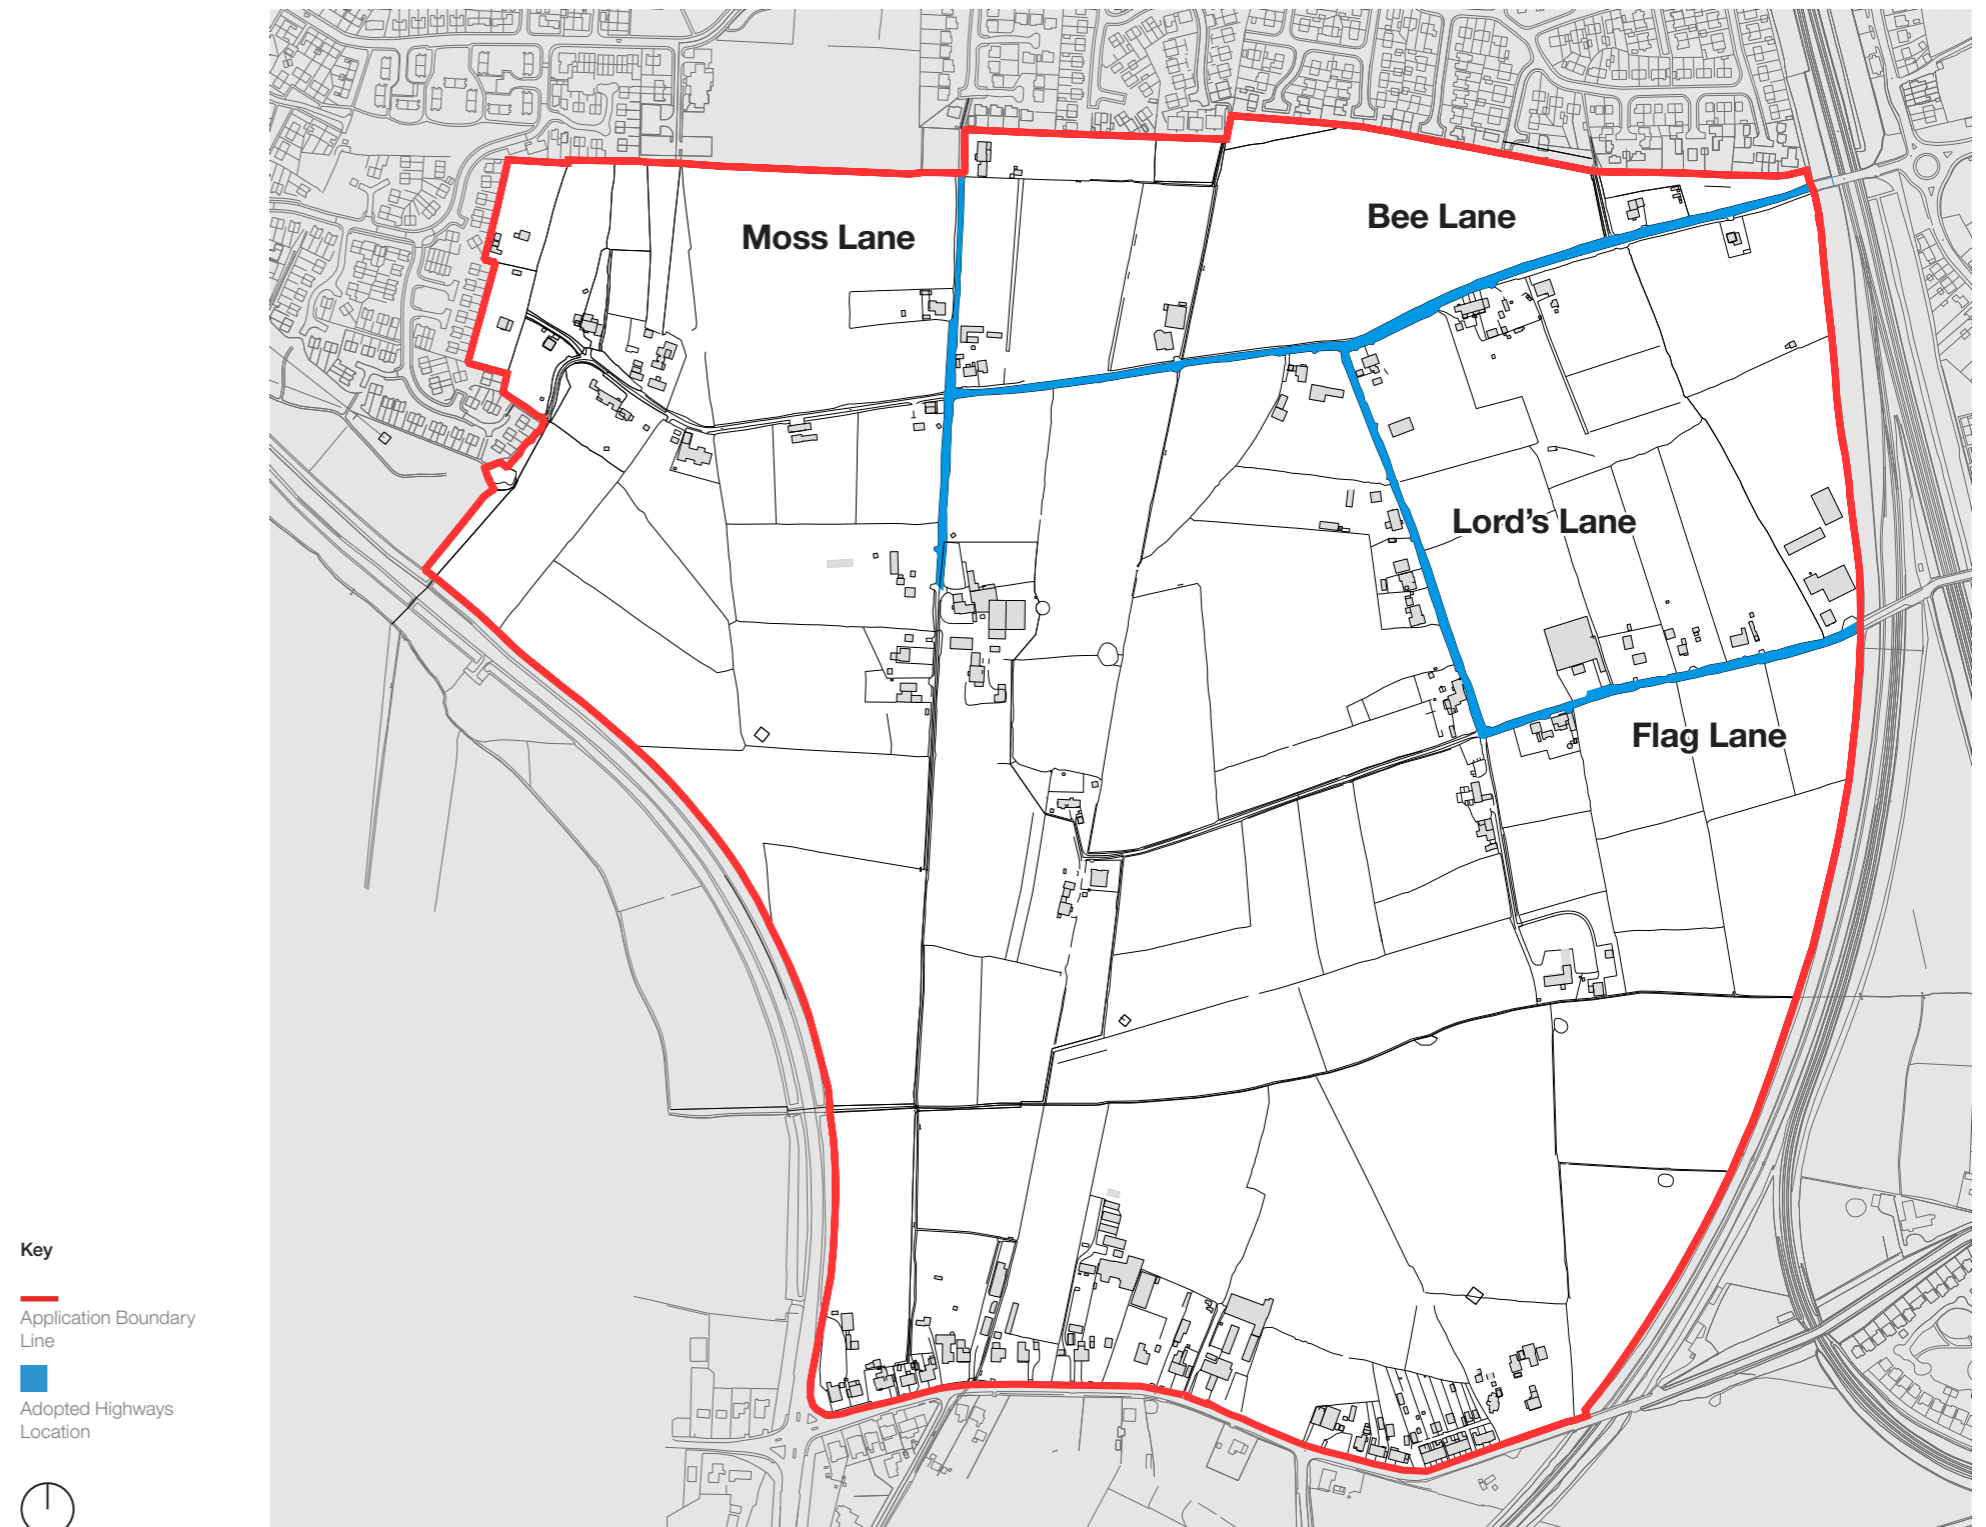 Moss Lane
Bee Lane
Lord's Lane
Flag Lane
Key
Application Boundary
Line
Adopted Highways
Location